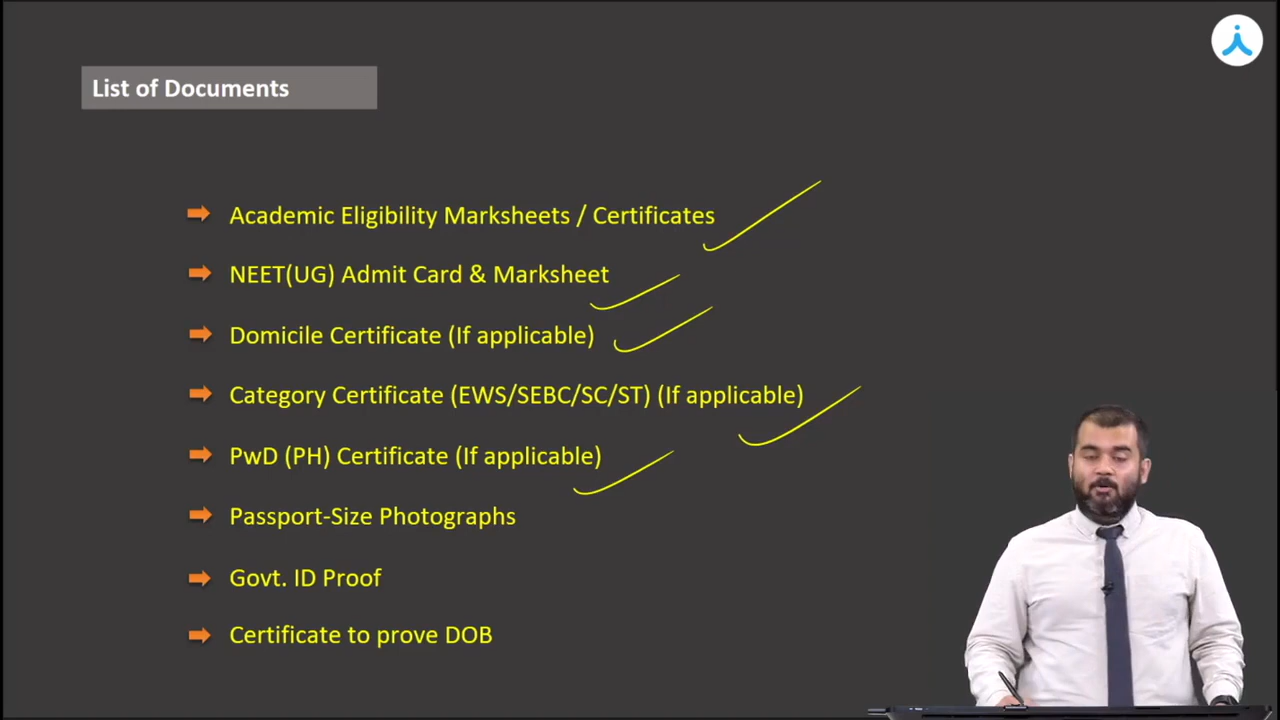 List of Documents
Academic Eligibility Marksheets / Certificates
NEET(UG) Admit Card & Marksheet
Domicile Certificate (If applicable)
Category Certificate (EWS/SEBC/SC/ST) (If applicable)
PwD (PH) Certificate (If applicable)
Passport-Size Photographs
Govt. ID Proof
Certificate to prove DOB